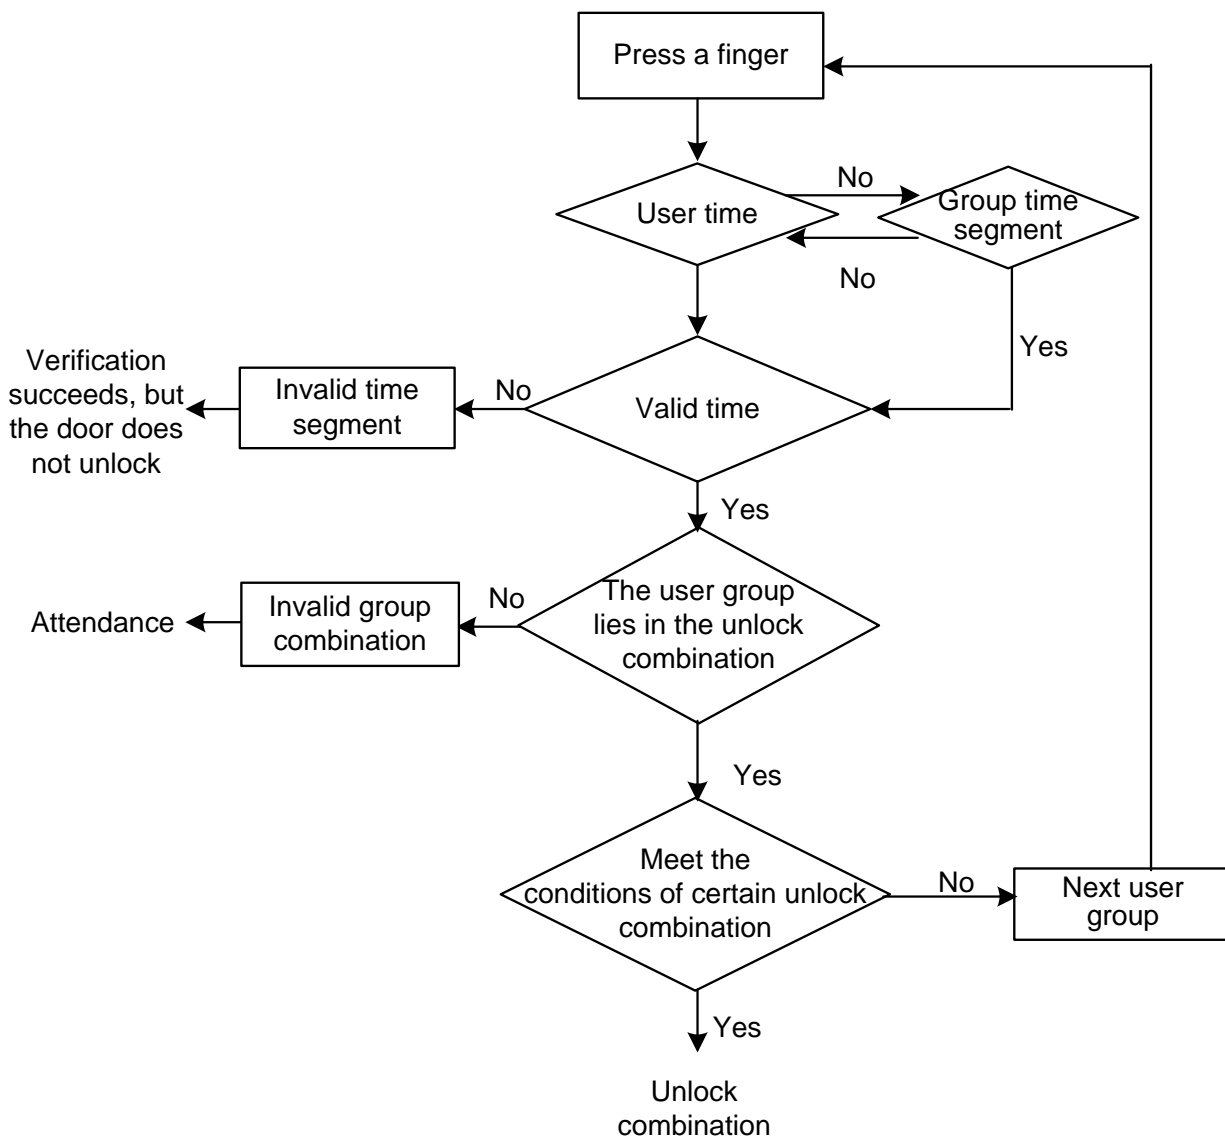 Press a finger
No
User time
Group time
segment
No
Yes
Verification
succeeds, but
the door does
not unlock
Invalid time
segment
No
Valid time
Yes
Attendance
Invalid group
combination
No
The user group
lies in the unlock
combination
Yes
Meet the
conditions of certain unlock
combination
No
Next user
group
Yes
Unlock
combination